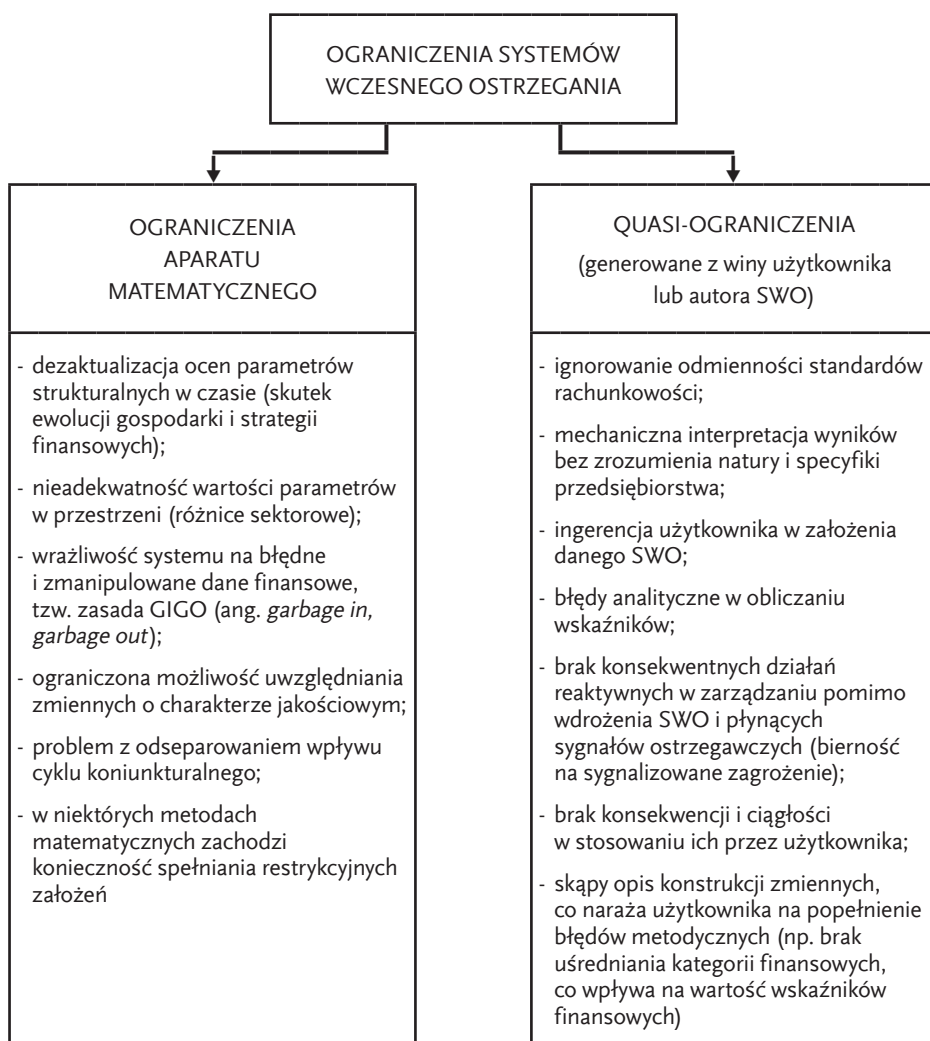 OGRANICZENIA SYSTEMÓW
WCZESNEGO OSTRZEGANIA
OGRANICZENIA
APARATU
MATEMATYCZNEGO
- dezaktualizacja ocen parametrów
strukturalnych w czasie (skutek
ewolucji gospodarki i strategii
finansowych);
- nieadekwatność wartości parametrów
w przestrzeni (różnice sektorowe);
- wrażliwość systemu na błędne
i zmanipulowane dane finansowe,
tzw. zasada GIGO (ang. garbage in,
garbage out);
- ograniczona możliwość uwzględniania
zmiennych o charakterze jakościowym;
- problem z odseparowaniem wpływu
cyklu koniunkturalnego;
- w niektórych metodach
matematycznych zachodzi
konieczność spełniania restrykcyjnych
założeń
QUASI-OGRANICZENIA
(generowane z winy użytkownika
lub autora SWO)
- ignorowanie odmienności standardów
rachunkowości;
- mechaniczna interpretacja wyników
bez zrozumienia natury i specyfiki
przedsiębiorstwa;
- ingerencja użytkownika w założenia
danego SWO;
- błędy analityczne w obliczaniu
wskaźników;
- brak konsekwentnych działań
reaktywnych w zarządzaniu pomimo
wdrożenia SWO i płynących
sygnałów ostrzegawczych (bierność
na sygnalizowane zagrożenie);
- brak konsekwencji i ciągłości
w stosowaniu ich przez użytkownika;
- skąpy opis konstrukcji zmiennych,
co naraża użytkownika na popełnienie
błędów metodycznych (np. brak
uśredniania kategorii finansowych,
co wpływa na wartość wskaźników
finansowych)